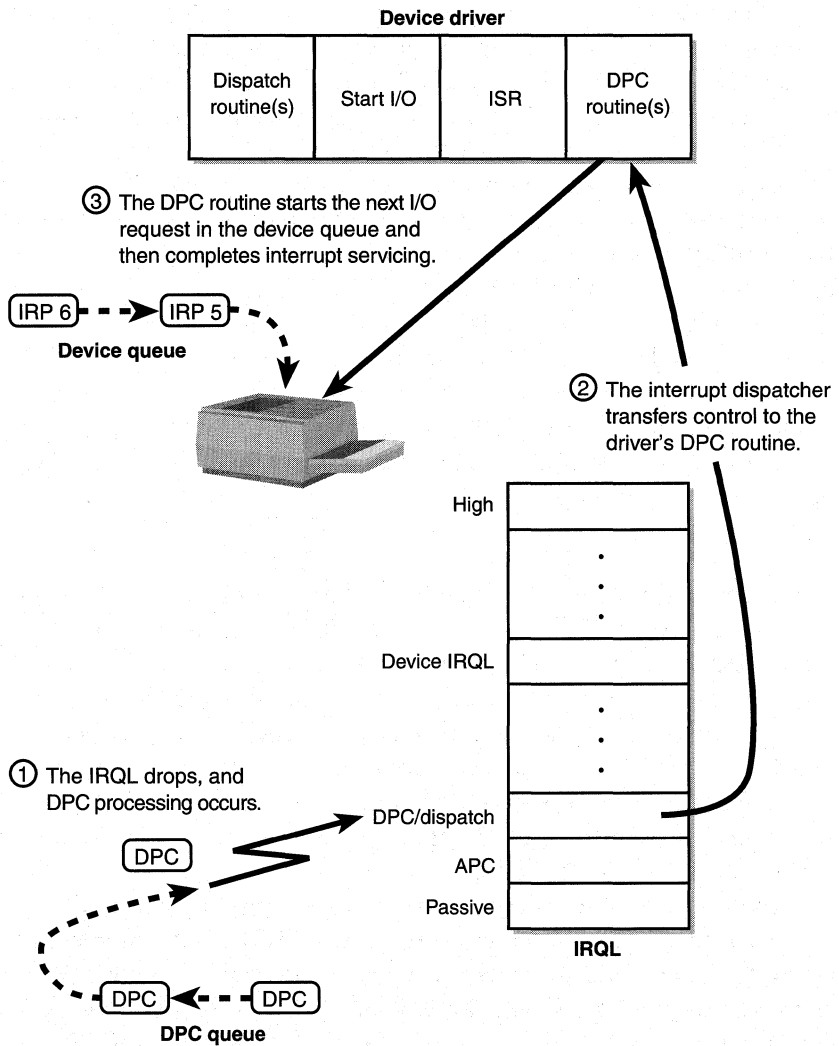 Device driver
Dispatch
routine(s)
Start I/O
ISR
DPC
routine(s)
③ The DPC routine starts the next I/O
request in the device queue and
then completes interrupt servicing.
IRP 6
IRP 5
Device queue
② The interrupt dispatcher
transfers control to the
driver's DPC routine.
High
Device IRQL
① The IRQL drops, and
DPC processing occurs.
DPC/dispatch
DPC
APC
Passive
IRQL
DPC
DPC
DPC queue